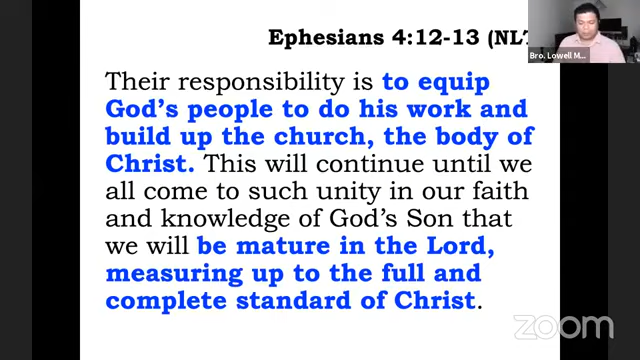 Ephesians 4:12-13 (NLT
Bro. Lowell M...
Their responsibility is to equip
God's people to do his work and
build up the church, the body of
Christ. This will continue until we
all come to such unity in our faith
and knowledge of God's Son that
we will be mature in the Lord,
measuring up to the full and
complete standard of Christ.
zoom